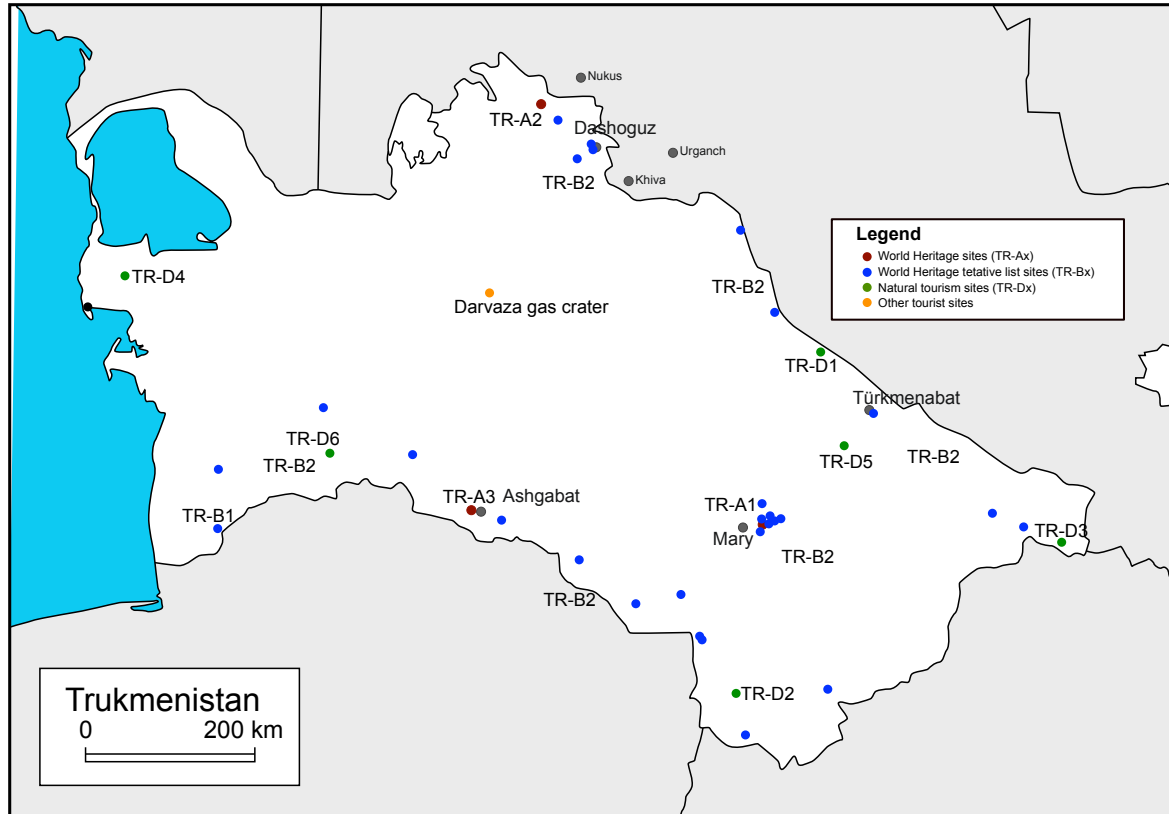 Nukus
TR-A2
Dashoguz
Urganch
TR-B2
Khiva
Legend
World Heritage sites (TR-Ax)
World Heritage tetative list sites (TR-Bx)
Natural tourism sites (TR-Dx)
Other tourist sites
TR-D4
TR-B2
Darvaza gas crater
TR-D1
Türkmenabat
TR-D6
TR-B2
TR-D5
TR-B2
TR-A3
Ashgabat
TR-A1
TR-B1
Mary
TR-D3
TR-B2
TR-B2
TR-D2
Trukmenistan
0 200 km